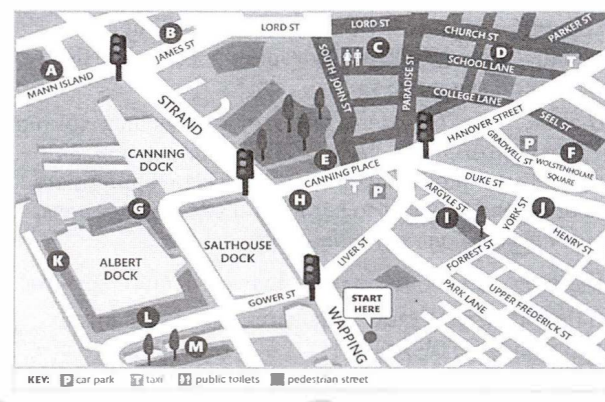 LORD ST
LORD ST
CHURCH ST
PARKER ST
B
C
D
A
JAMES ST
SCHOOL LANE
T
MANN ISLAND
SOUTH JOHN ST
PARADISE ST
COLLEGE LANE
STRAND
HANOVER STREET
SEEL ST
CANNING
DOCK
E
CANNING PLACE
GRADWELL ST
P
F
WOLSTENHOLME
SQUARE
H
T
P
DUKE ST
G
ARGYLE ST
I
YORK ST
J
K
ALBERT
DOCK
SALTHOUSE
DOCK
LIVER ST
FORREST ST
HENRY ST
GOWER ST
START
HERE
PARK LANE
UPPER FREDERICK ST
L
M
WAPPING
KEY: P car park T taxi public toilets pedestrian street